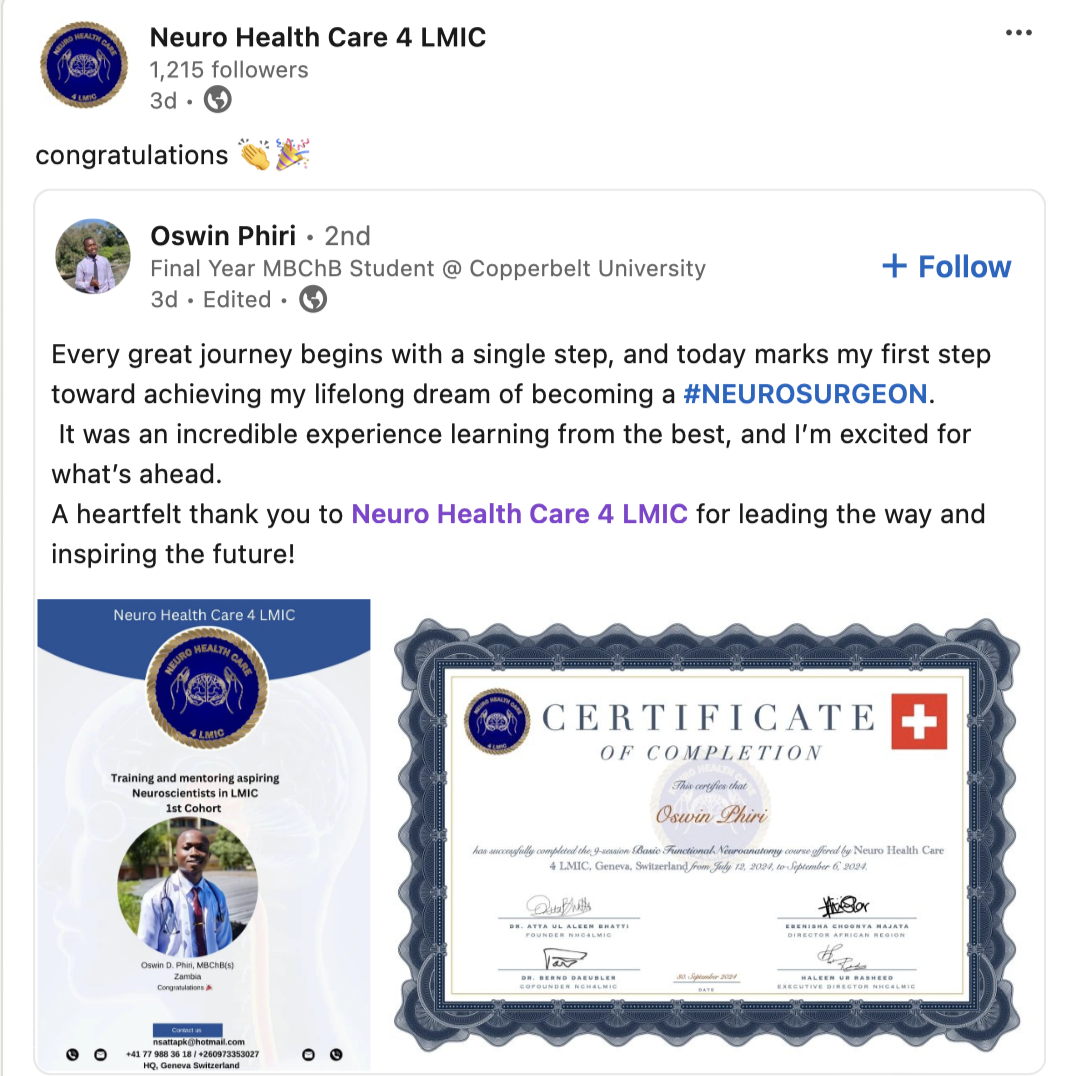 Neuro Health Care 4 LMIC
1,215 followers
3d •
congratulations 👏🎉
Oswin Phiri • 2nd
Final Year MBChB Student @ Copperbelt University
3d • Edited •
+ Follow
Every great journey begins with a single step, and today marks my first step
toward achieving my lifelong dream of becoming a #NEUROSURGEON.
It was an incredible experience learning from the best, and I’m excited for
what’s ahead.
A heartfelt thank you to Neuro Health Care 4 LMIC for leading the way and
inspiring the future!
Neuro Health Care 4 LMIC
NEURO HEALTH CARE
4 LMIC
Training and mentoring aspiring
Neuroscientists in LMIC
1st Cohort
Oswin D. Phiri, MBChB(s)
Zambia
Congratulations 🎉
Contact us
nsattapk@hotmail.com
+41 77 988 36 18 / +260973353027
HQ, Geneva Switzerland
NEURO HEALTH CARE
4 LMIC
CERTIFICATE
OF COMPLETION
This certifies that
Oswin Phiri
has successfully completed the 9-session Basic Functional Neuroanatomy course offered by Neuro Health Care
4 LMIC, Geneva, Switzerland from July 12, 2024, to September 6, 2024.
DR. ATTA UL ALEEM BHATTI
FOUNDER NHC4LMIC
EBENISHA CHOONYA MAJATA
DIRECTOR AFRICAN REGION
DR. BERND DAEUBLER
COFOUNDER NCH4LMIC
30. September 2024
DATE
HALEEM UR RASHEED
EXECUTIVE DIRECTOR NHC4LMIC